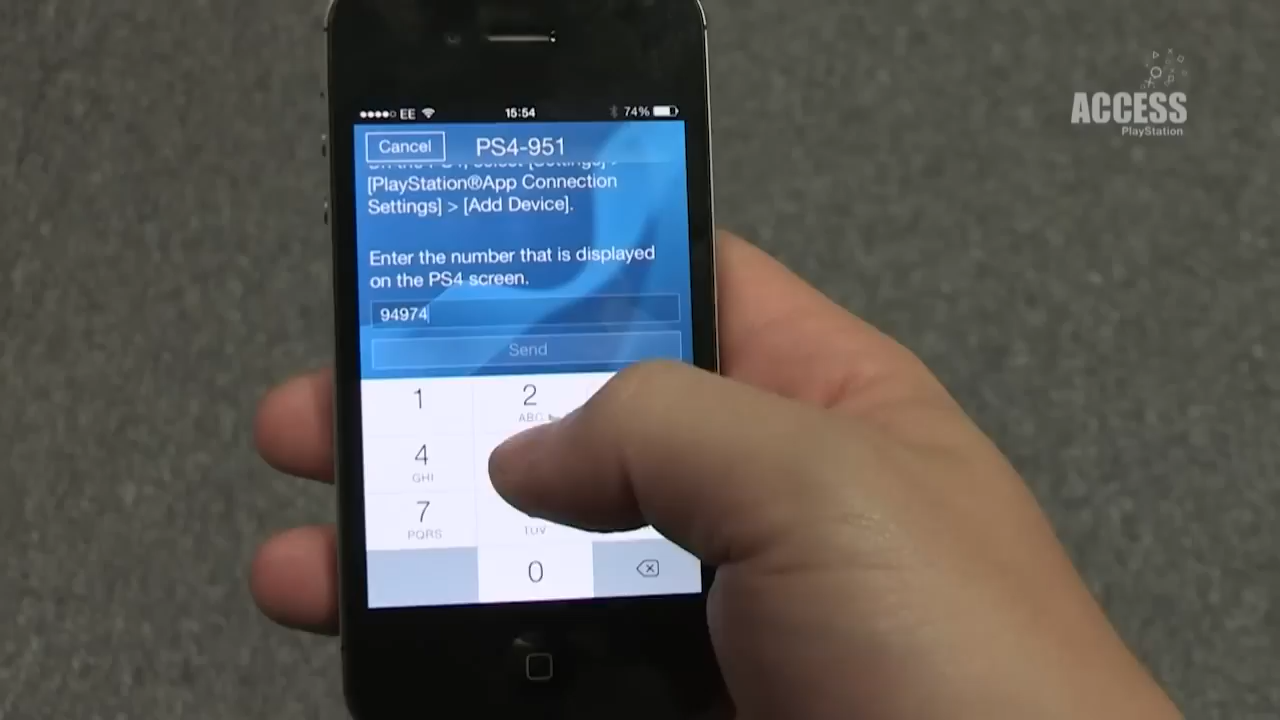 ACCESS
PlayStation
EE 15:54 74%
Cancel PS4-951
[PlayStation®App Connection
Settings] > [Add Device].
Enter the number that is displayed
on the PS4 screen.
94974
Send
1 2
ABC
4
GHI
7
PQRS TUV
0